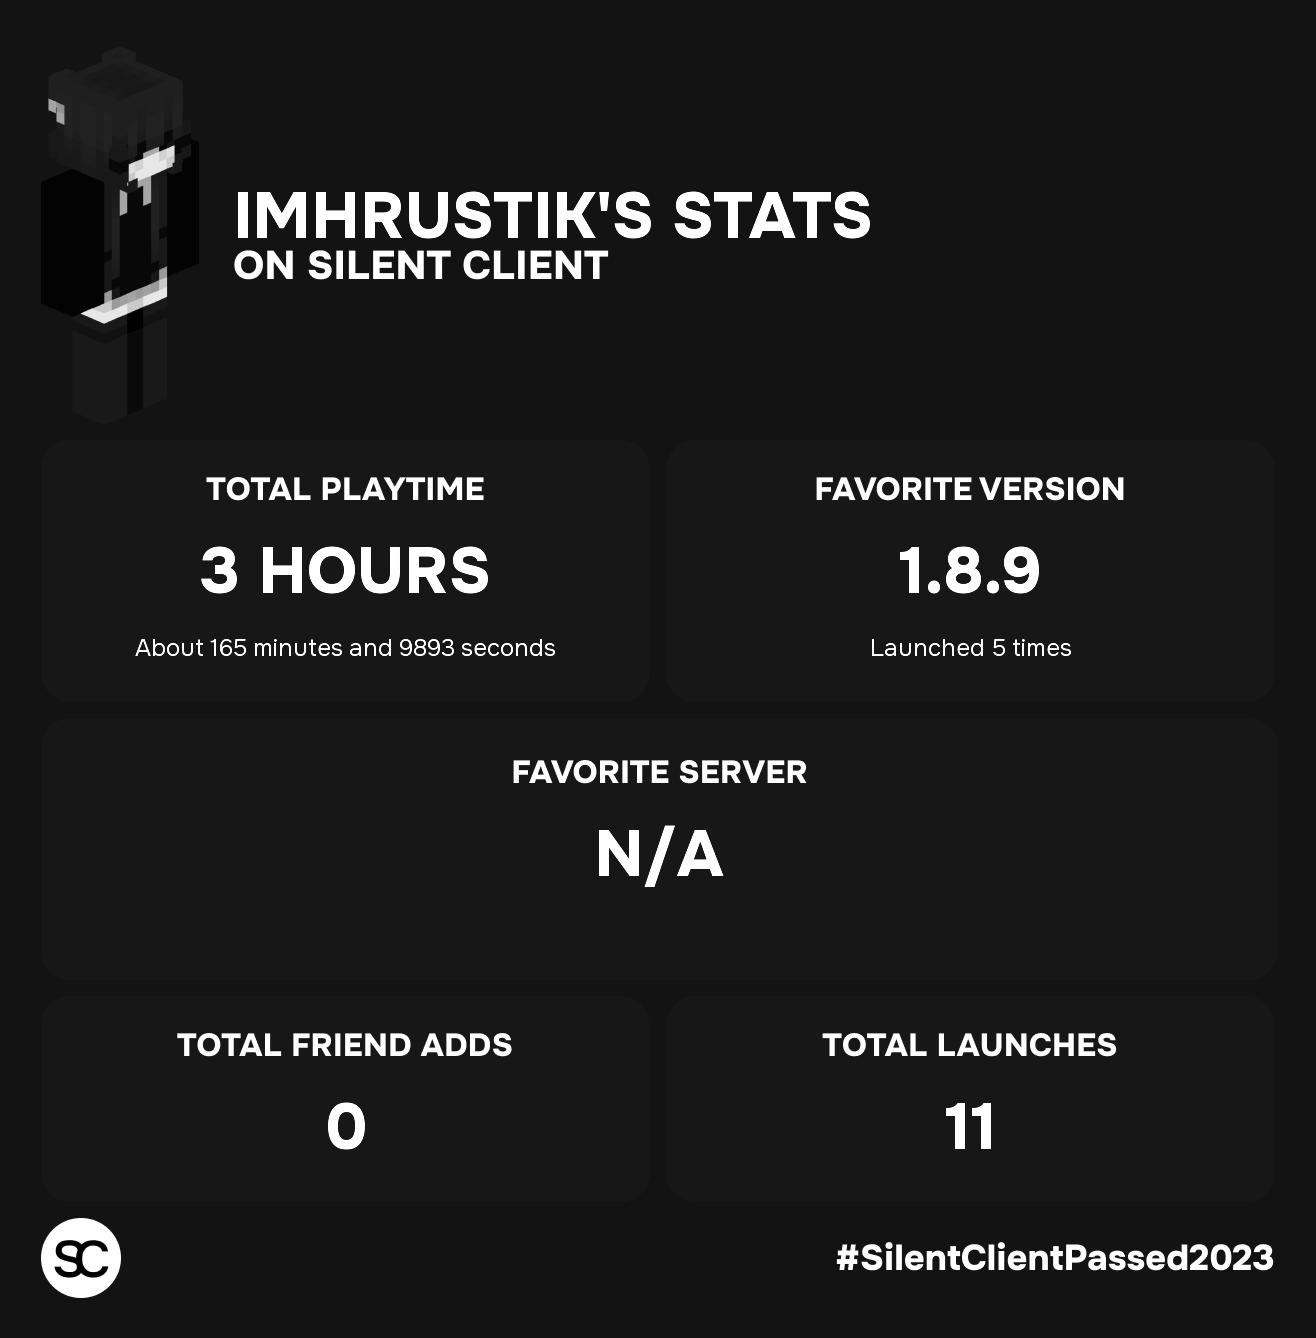 IMHRUSTIK'S STATS
ON SILENT CLIENT
TOTAL PLAYTIME
3 HOURS
About 165 minutes and 9893 seconds
FAVORITE VERSION
1.8.9
Launched 5 times
FAVORITE SERVER
N/A
TOTAL FRIEND ADDS
0
TOTAL LAUNCHES
11
SC
#SilentClientPassed2023